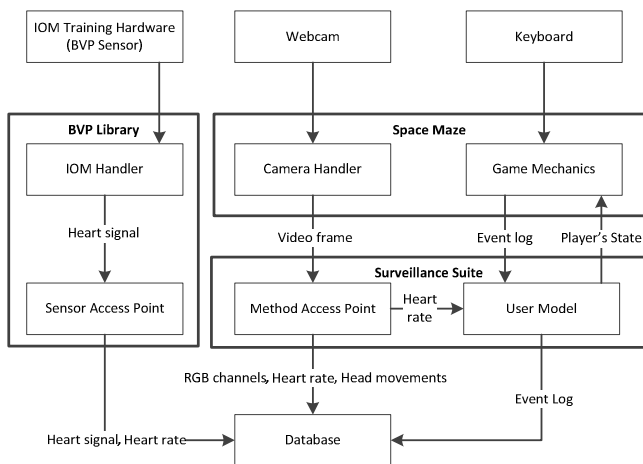 IOM Training Hardware
(BVP Sensor)
Webcam
Keyboard
BVP Library
Space Maze
IOM Handler
Camera Handler
Game Mechanics
Heart signal
Video frame
Event log
Player's State
Surveillance Suite
Sensor Access Point
Method Access Point
Heart
rate
User Model
RGB channels, Heart rate, Head movements
Event Log
Heart signal, Heart rate
Database